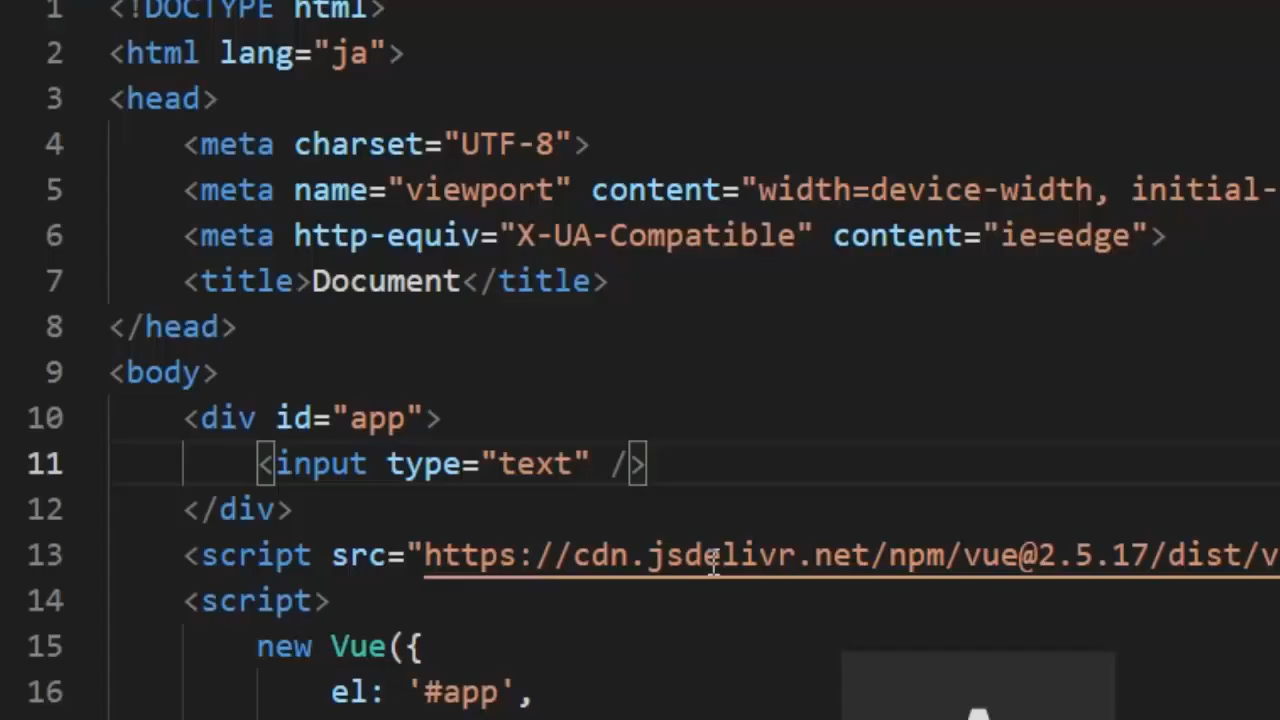 1 <!DOCTYPE html>
2 <html lang="ja">
3 <head>
4 <meta charset="UTF-8">
5 <meta name="viewport" content="width=device-width, initial-
6 <meta http-equiv="X-UA-Compatible" content="ie=edge">
7 <title>Document</title>
8 </head>
9 <body>
10 <div id="app">
11 <input type="text" />
12 </div>
13 <script src="https://cdn.jsdelivr.net/npm/vue@2.5.17/dist/v
14 <script>
15 new Vue({
16 el: '#app',